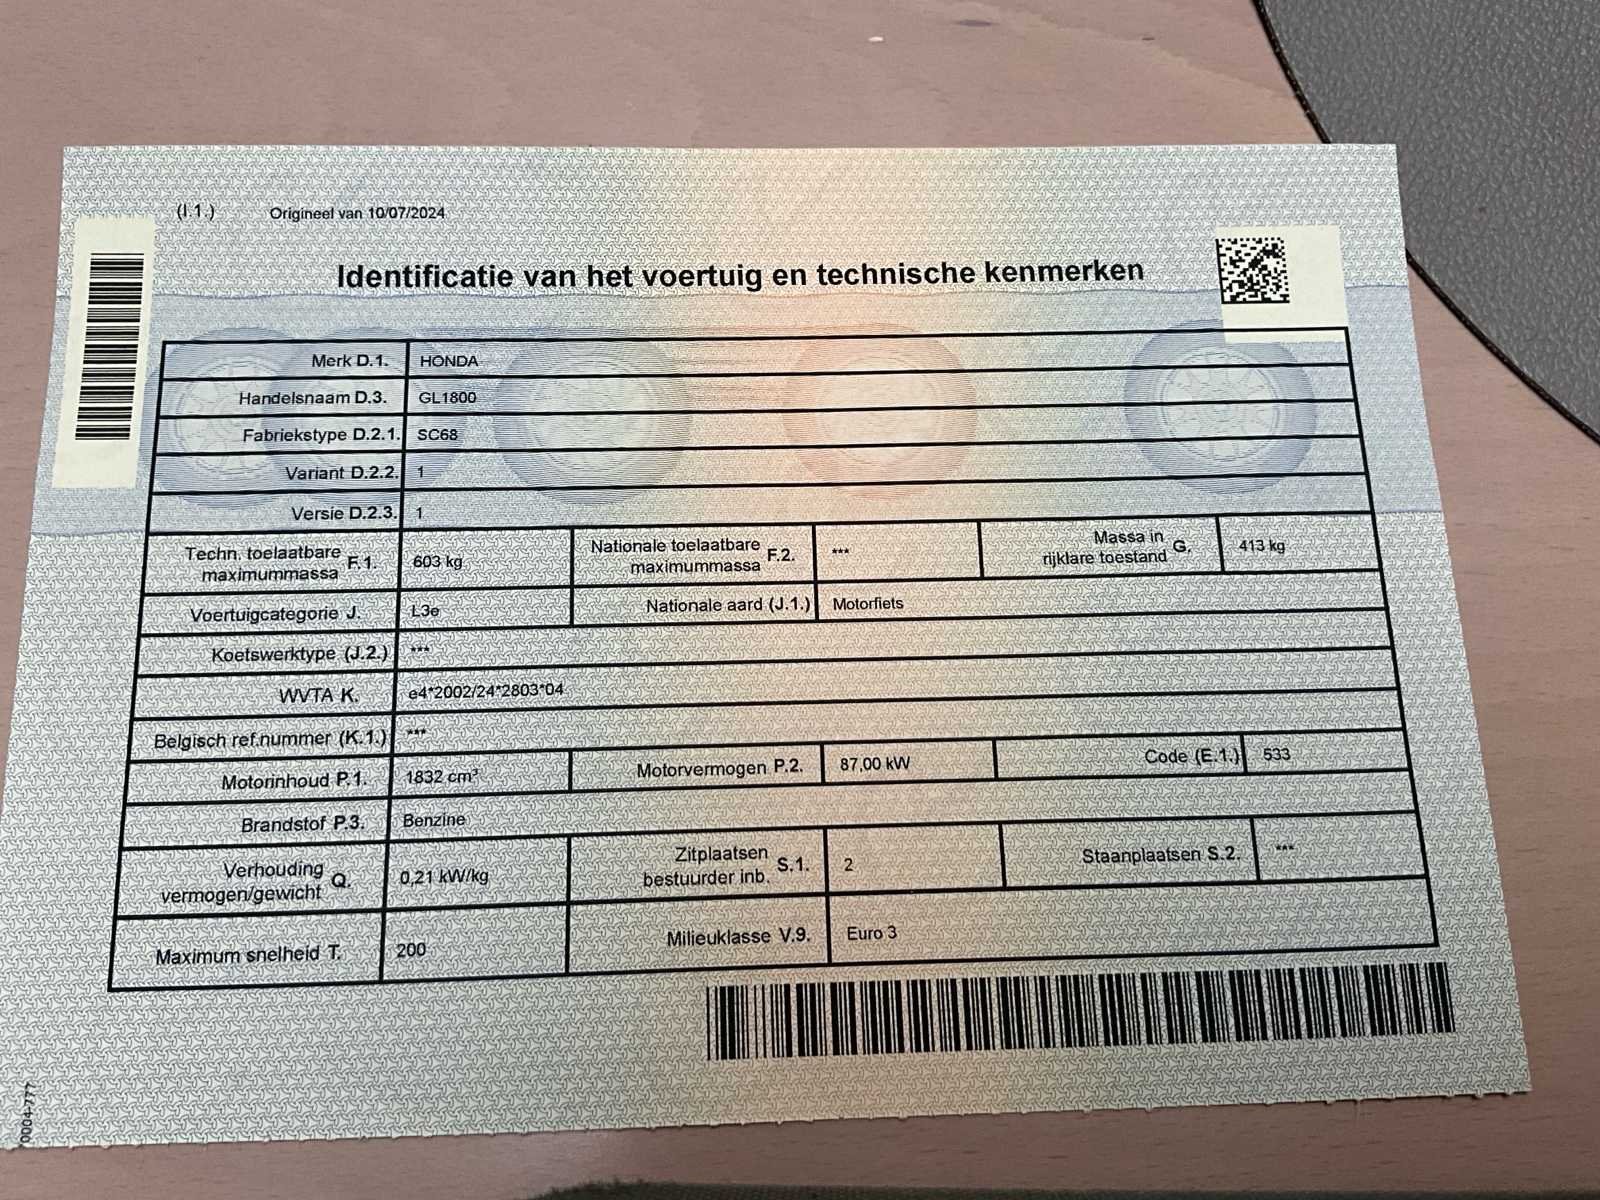 (I.1.) Origineel van 10/07/2024
Identificatie van het voertuig en technische kenmerken
Merk D.1. HONDA
Handelsnaam D.3. GL1800
Fabriekstype D.2.1. SC68
Variant D.2.2. 1
Versie D.2.3. 1
Techn. toelaatbare maximummassa F.1. 603 kg Nationale toelaatbare maximummassa F.2. *** Massa in rijklare toestand G. 413 kg
Voertuigcategorie J. L3e Nationale aard (J.1.) Motorfiets
Koetswerktype (J.2.) ***
WVTA K. e4*2002/24*2803*04
Belgisch ref.nummer (K.1.) ***
Motorinhoud P.1. 1832 cm³ Motorvermogen P.2. 87,00 kW Code (E.1.) 533
Brandstof P.3. Benzine
Verhouding vermogen/gewicht Q. 0,21 kW/kg Zitplaatsen bestuurder inb. S.1. 2 Staanplaatsen S.2. ***
Maximum snelheid T. 200 Milieuklasse V.9. Euro 3
70004-777